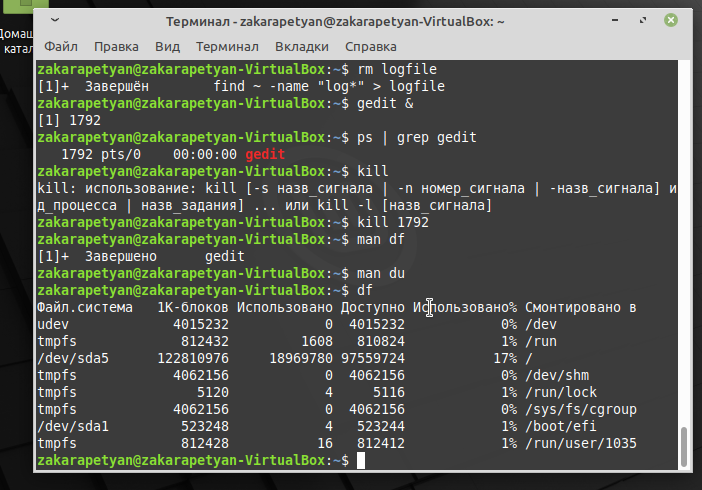 Домаш
катал
Терминал - zakarapetyan@zakarapetyan-VirtualBox: ~
Файл Правка Вид Терминал Вкладки Справка
zakarapetyan@zakarapetyan-VirtualBox:~$ rm logfile
[1]+  Завершён        find ~ -name "log*" > logfile
zakarapetyan@zakarapetyan-VirtualBox:~$ gedit &
[1] 1792
zakarapetyan@zakarapetyan-VirtualBox:~$ ps | grep gedit
   1792 pts/0    00:00:00 gedit
zakarapetyan@zakarapetyan-VirtualBox:~$ kill
kill: использование: kill [-s назв_сигнала | -n номер_сигнала | -назв_сигнала] и
д_процесса | назв_задания] ... или kill -l [назв_сигнала]
zakarapetyan@zakarapetyan-VirtualBox:~$ kill 1792
zakarapetyan@zakarapetyan-VirtualBox:~$ man df
[1]+  Завершено      gedit
zakarapetyan@zakarapetyan-VirtualBox:~$ man du
zakarapetyan@zakarapetyan-VirtualBox:~$ df
Файл.система   1K-блоков Использовано Доступно Использовано% Смонтировано в
udev             4015232            0  4015232            0% /dev
tmpfs             812432         1608   810824            1% /run
/dev/sda5      122810976     18969780 97559724           17% /
tmpfs            4062156            0  4062156            0% /dev/shm
tmpfs               5120            4     5116            1% /run/lock
tmpfs            4062156            0  4062156            0% /sys/fs/cgroup
/dev/sda1         523248            4   523244            1% /boot/efi
tmpfs             812428           16   812412            1% /run/user/1035
zakarapetyan@zakarapetyan-VirtualBox:~$